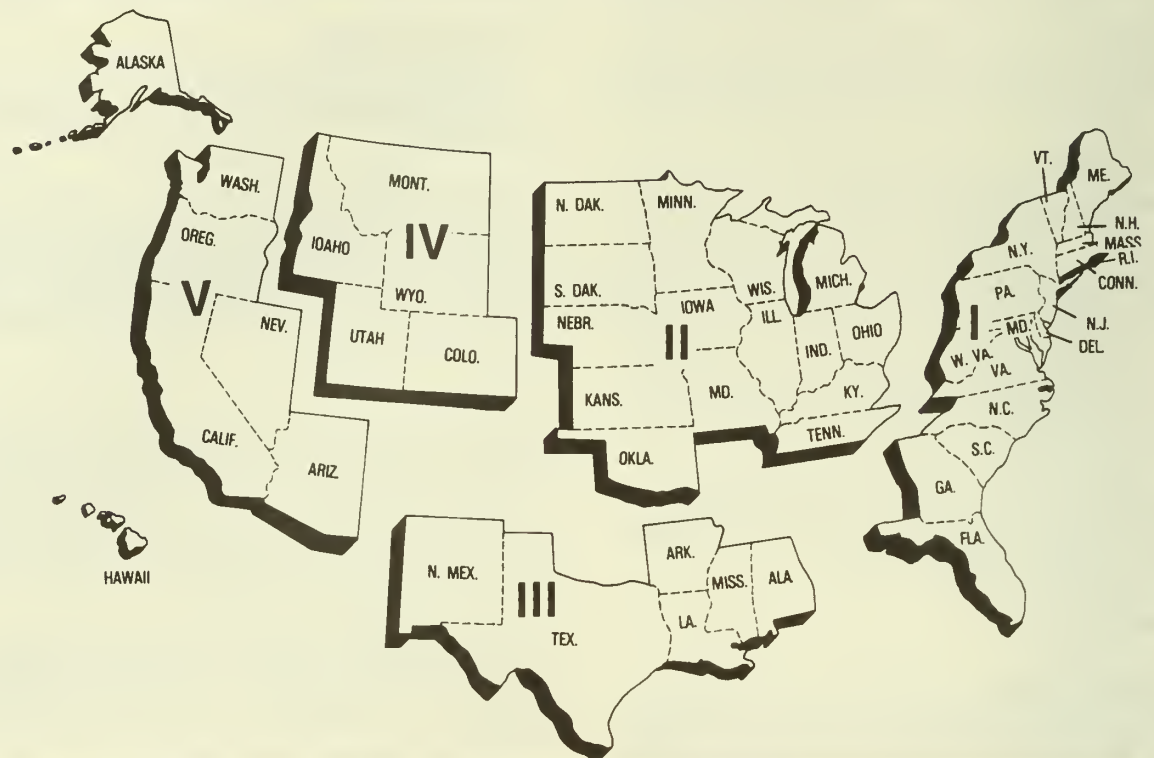 ALASKA
WASH.
OREG.
V
NEV.
CALIF.
ARIZ.
HAWAII
MONT.
IOAHO
IV
WYO.
UTAH
COLO.
N. DAK.
MINN.
S. DAK.
WIS.
MICH.
NEBR.
IOWA
ILL.
II
IND.
OHIO
KANS.
MD.
KY.
TENN.
OKLA.
N. MEX.
III
TEX.
ARK.
MISS.
ALA
LA.
VT.
ME.
N.H.
MASS
R.I.
CONN.
N.Y.
PA.
I
N.J.
MD.
DEL.
W. VA.
VA.
N.C.
S.C.
GA.
FLA.